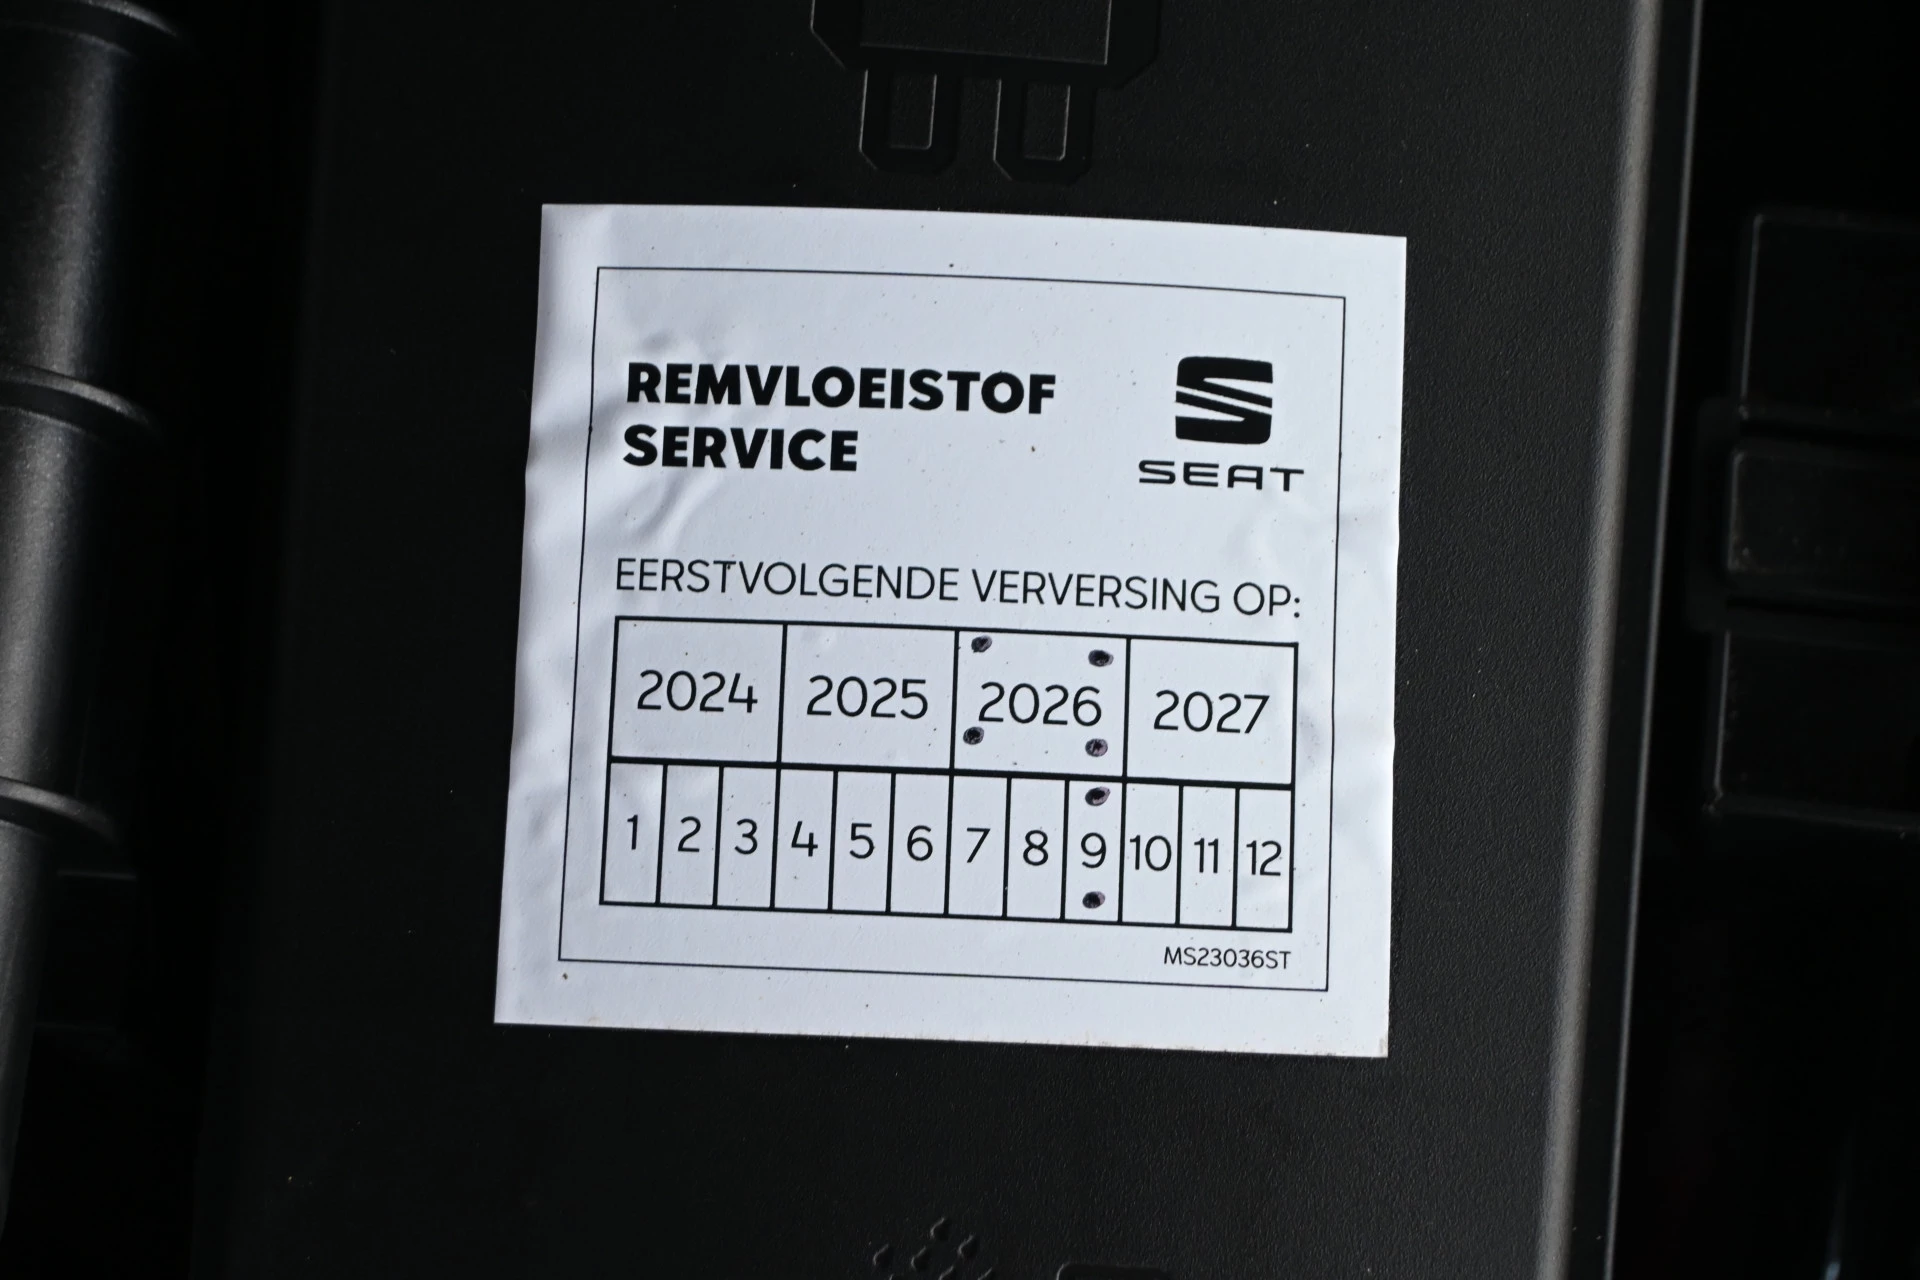 REMVLOEISTOF
SERVICE
SEAT
EERSTVOLGENDE VERVERSING OP:
2024 2025 2026 2027
1 2 3 4 5 6 7 8 9 10 11 12
MS23036ST